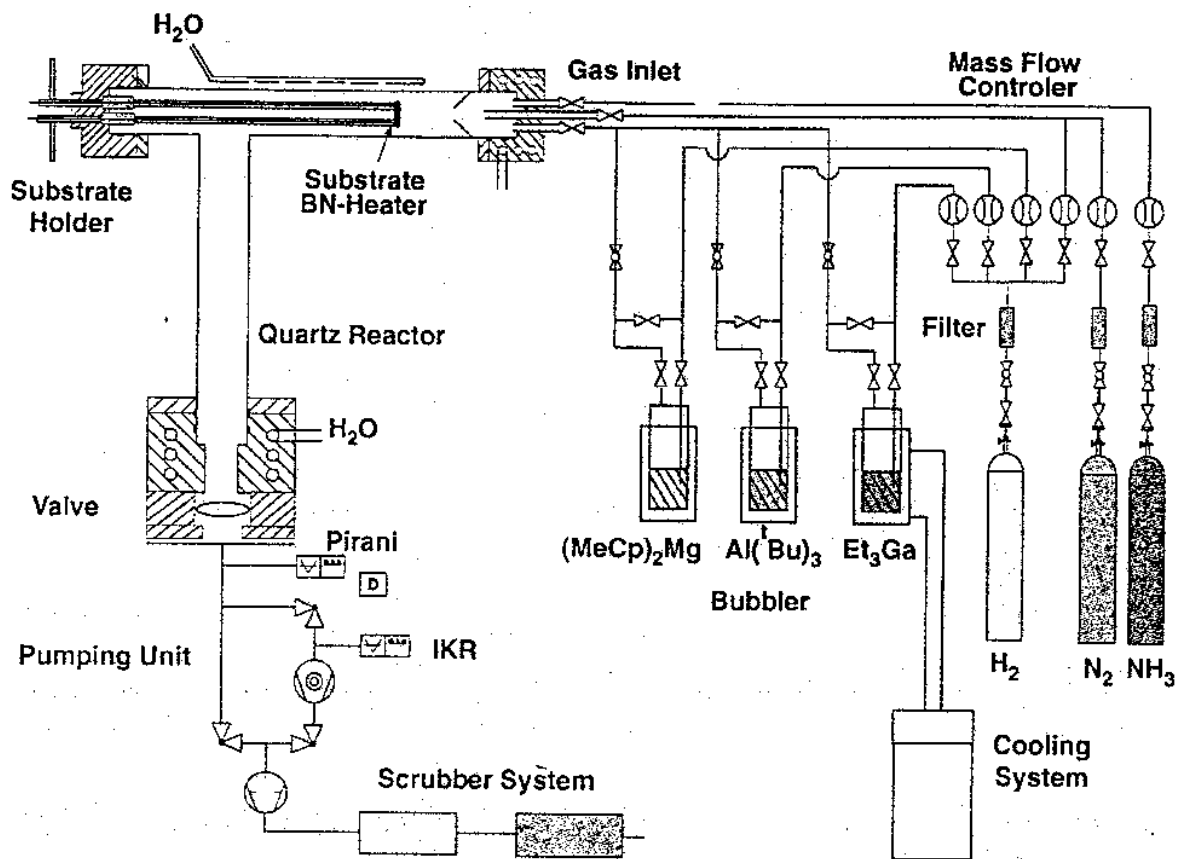 H2O
Gas Inlet
Mass Flow
Controler
Substrate
Holder
Substrate
BN-Heater
Quartz Reactor
Filter
H2O
Valve
Pirani
D
(MeCp)2Mg
Al(tBu)3
Et3Ga
Bubbler
Pumping Unit
IKR
H2
N2
NH3
Scrubber System
Cooling
System